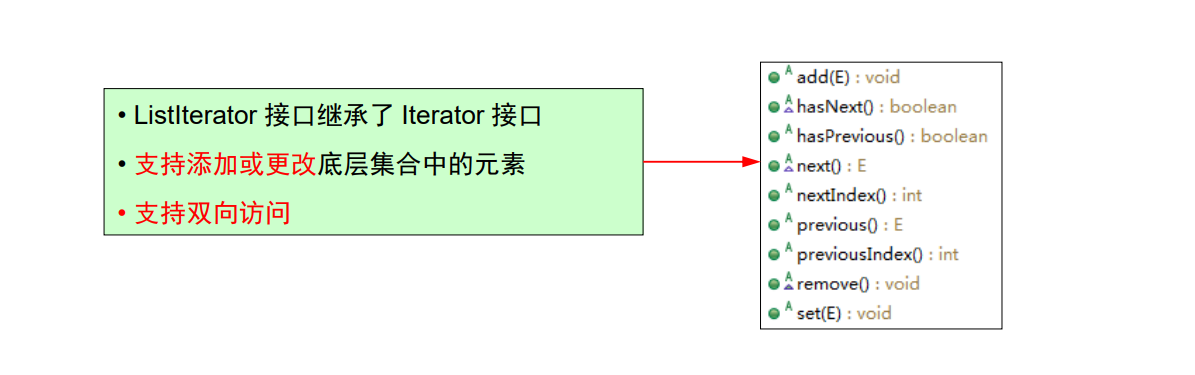 • ListIterator 接口继承了 Iterator 接口
• 支持添加或更改底层集合中的元素
• 支持双向访问
A add(E) : void
A hasNext() : boolean
A hasPrevious() : boolean
A next() : E
A nextIndex() : int
A previous() : E
A previousIndex() : int
A remove() : void
A set(E) : void